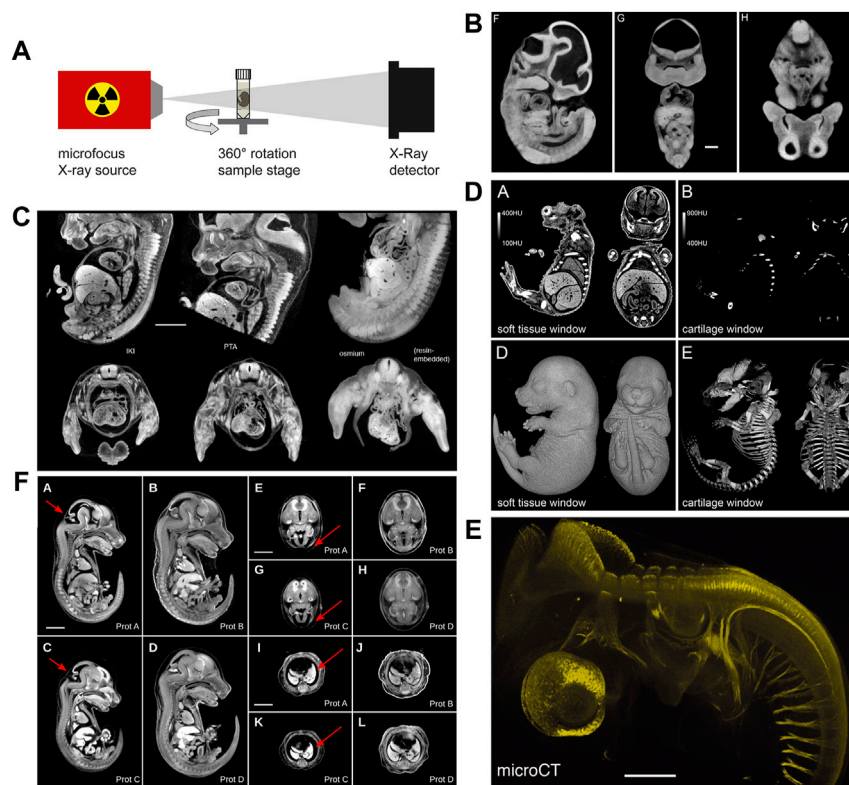 A
microfocus
X-ray source
360° rotation
sample stage
X-Ray
detector
B
F
G
H
C
IKI
PTA
osmium
(resin-
embedded)
D
A
400HU
100HU
soft tissue window
B
900HU
400HU
cartilage window
D
soft tissue window
E
cartilage window
F
A
Prot A
B
Prot B
E
Prot A
F
Prot B
G
Prot C
H
Prot D
C
Prot C
D
Prot D
I
Prot A
J
Prot B
K
Prot C
L
Prot D
E
microCT